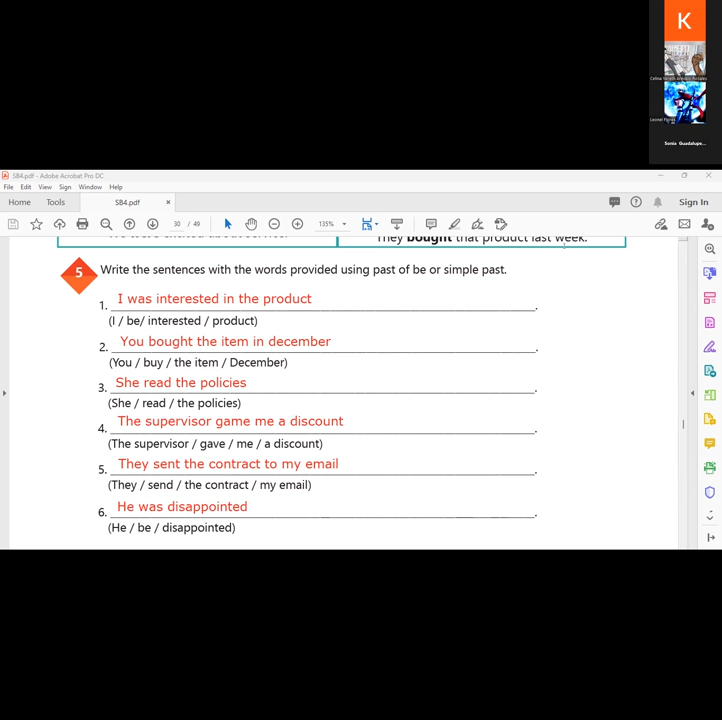 K
Leonel Flores
Sonia Guadalupe...
SB4.pdf - Adobe Acrobat Pro DC
File Edit View Sign Window Help
Home Tools SB4.pdf × Sign In
30 / 49 135%
They bought that product last week.
5 Write the sentences with the words provided using past of be or simple past.
I was interested in the product
1. .
(I / be/ interested / product)
You bought the item in december
2. .
(You / buy / the item / December)
She read the policies
3. .
(She / read / the policies)
The supervisor game me a discount
4. .
(The supervisor / gave / me / a discount)
They sent the contract to my email
5. .
(They / send / the contract / my email)
He was disappointed
6. .
(He / be / disappointed)